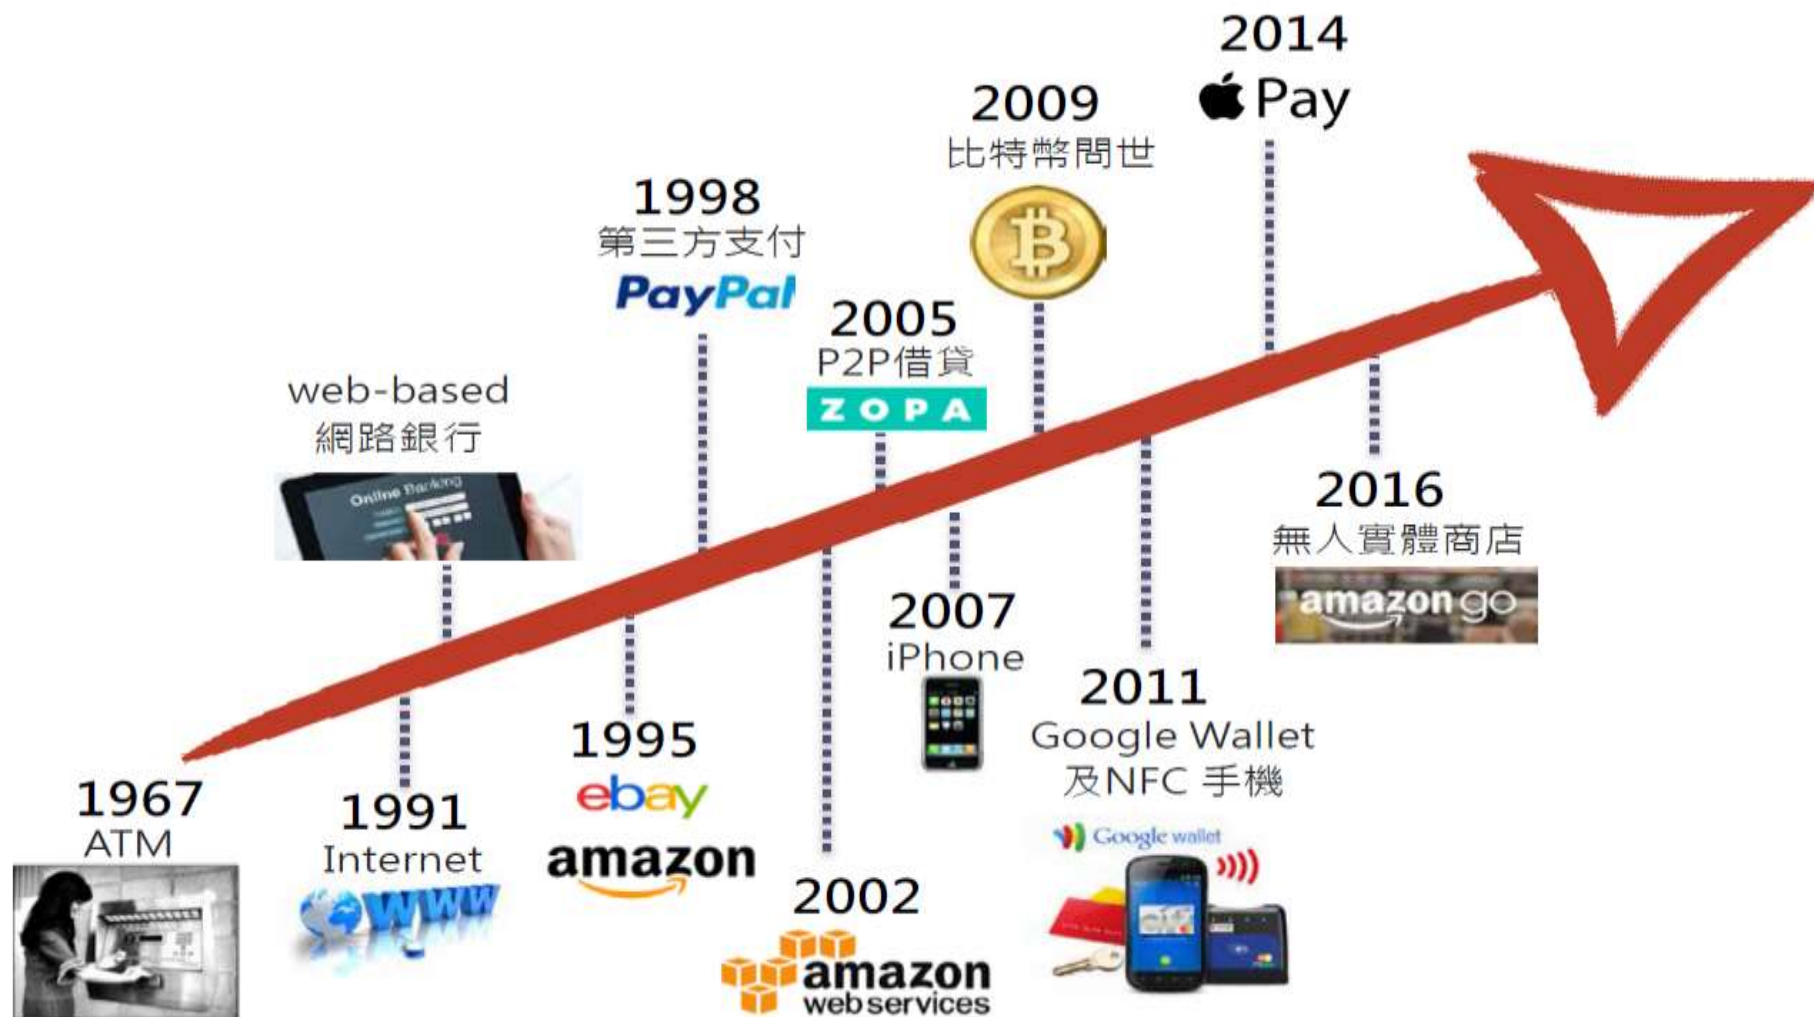 1967
ATM
1991
Internet
WWW
web-based
網路銀行
Online Banking
1995
ebay
amazon
1998
第三方支付
PayPal
2002
amazon
web services
2005
P2P借貸
ZOPA
2007
iPhone
2009
比特幣問世
2011
Google Wallet
及NFC 手機
Google wallet
citi
2014
Pay
2016
無人實體商店
amazon go